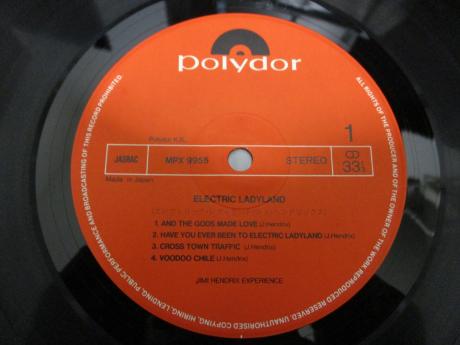 polydor
Polydor K.K.
1
JASRAC
MPX 9955
STEREO
33⅓
Made in Japan
ELECTRIC LADYLAND
1. AND THE GODS MADE LOVE (J.Hendrix)
2. HAVE YOU EVER BEEN TO ELECTRIC LADYLAND (J.Hendrix)
3. CROSS TOWN TRAFFIC (J.Hendrix)
4. VOODOO CHILE (J.Hendrix)
JIMI HENDRIX EXPERIENCE
ALL RIGHTS OF THE PRODUCER AND OF THE OWNER OF THE WORK REPRODUCED RESERVED. UNAUTHORISED COPYING, HIRING, LENDING, PUBLIC PERFORMANCE AND BROADCASTING OF THIS RECORD PROHIBITED.